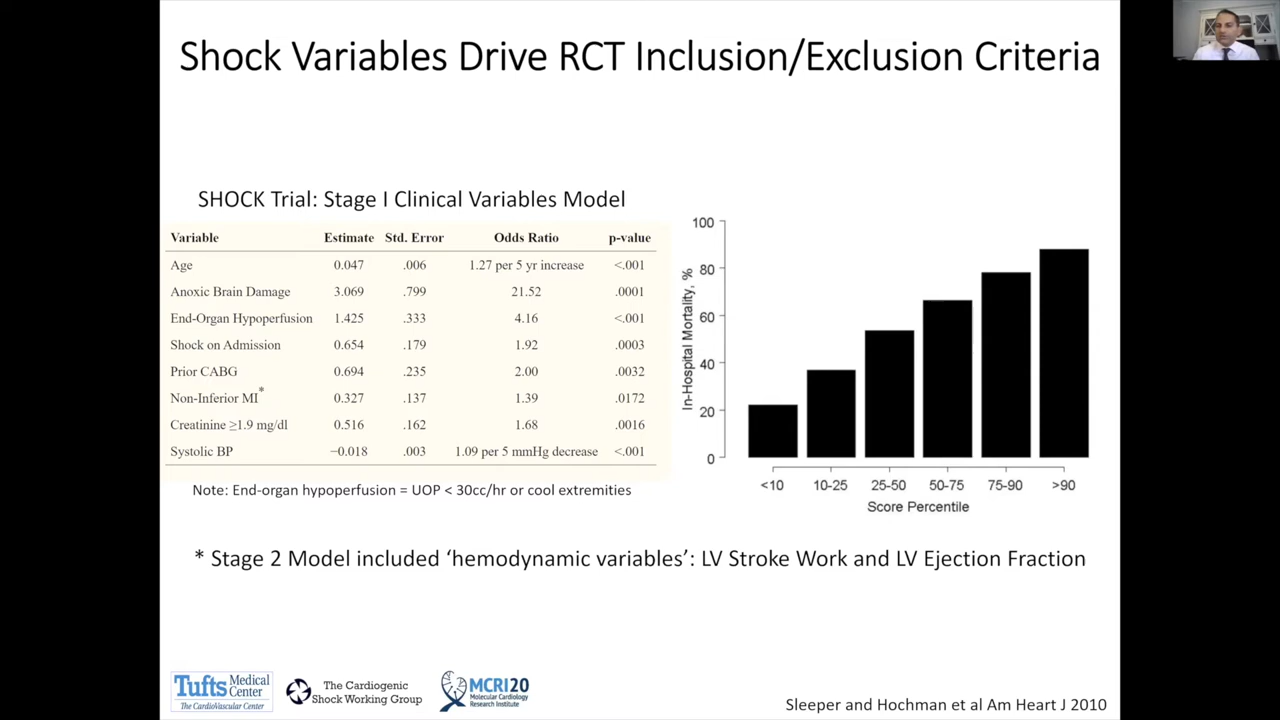 Shock Variables Drive RCT Inclusion/Exclusion Criteria
SHOCK Trial: Stage I Clinical Variables Model
Variable Estimate Std. Error Odds Ratio p-value
Age 0.047 .006 1.27 per 5 yr increase <.001
Anoxic Brain Damage 3.069 .799 21.52 .0001
End-Organ Hypoperfusion 1.425 .333 4.16 <.001
Shock on Admission 0.654 .179 1.92 .0003
Prior CABG 0.694 .235 2.00 .0032
Non-Inferior MI* 0.327 .137 1.39 .0172
Creatinine ≥1.9 mg/dl 0.516 .162 1.68 .0016
Systolic BP −0.018 .003 1.09 per 5 mmHg decrease <.001
Note: End-organ hypoperfusion = UOP < 30cc/hr or cool extremities
In-Hospital Mortality, %
100
80
60
40
20
0
<10 10-25 25-50 50-75 75-90 >90
Score Percentile
* Stage 2 Model included ‘hemodynamic variables’: LV Stroke Work and LV Ejection Fraction
Tufts Medical Center
The CardioVascular Center
The Cardiogenic
Shock Working Group
MCRI20
Molecular Cardiology
Research Institute
Sleeper and Hochman et al Am Heart J 2010